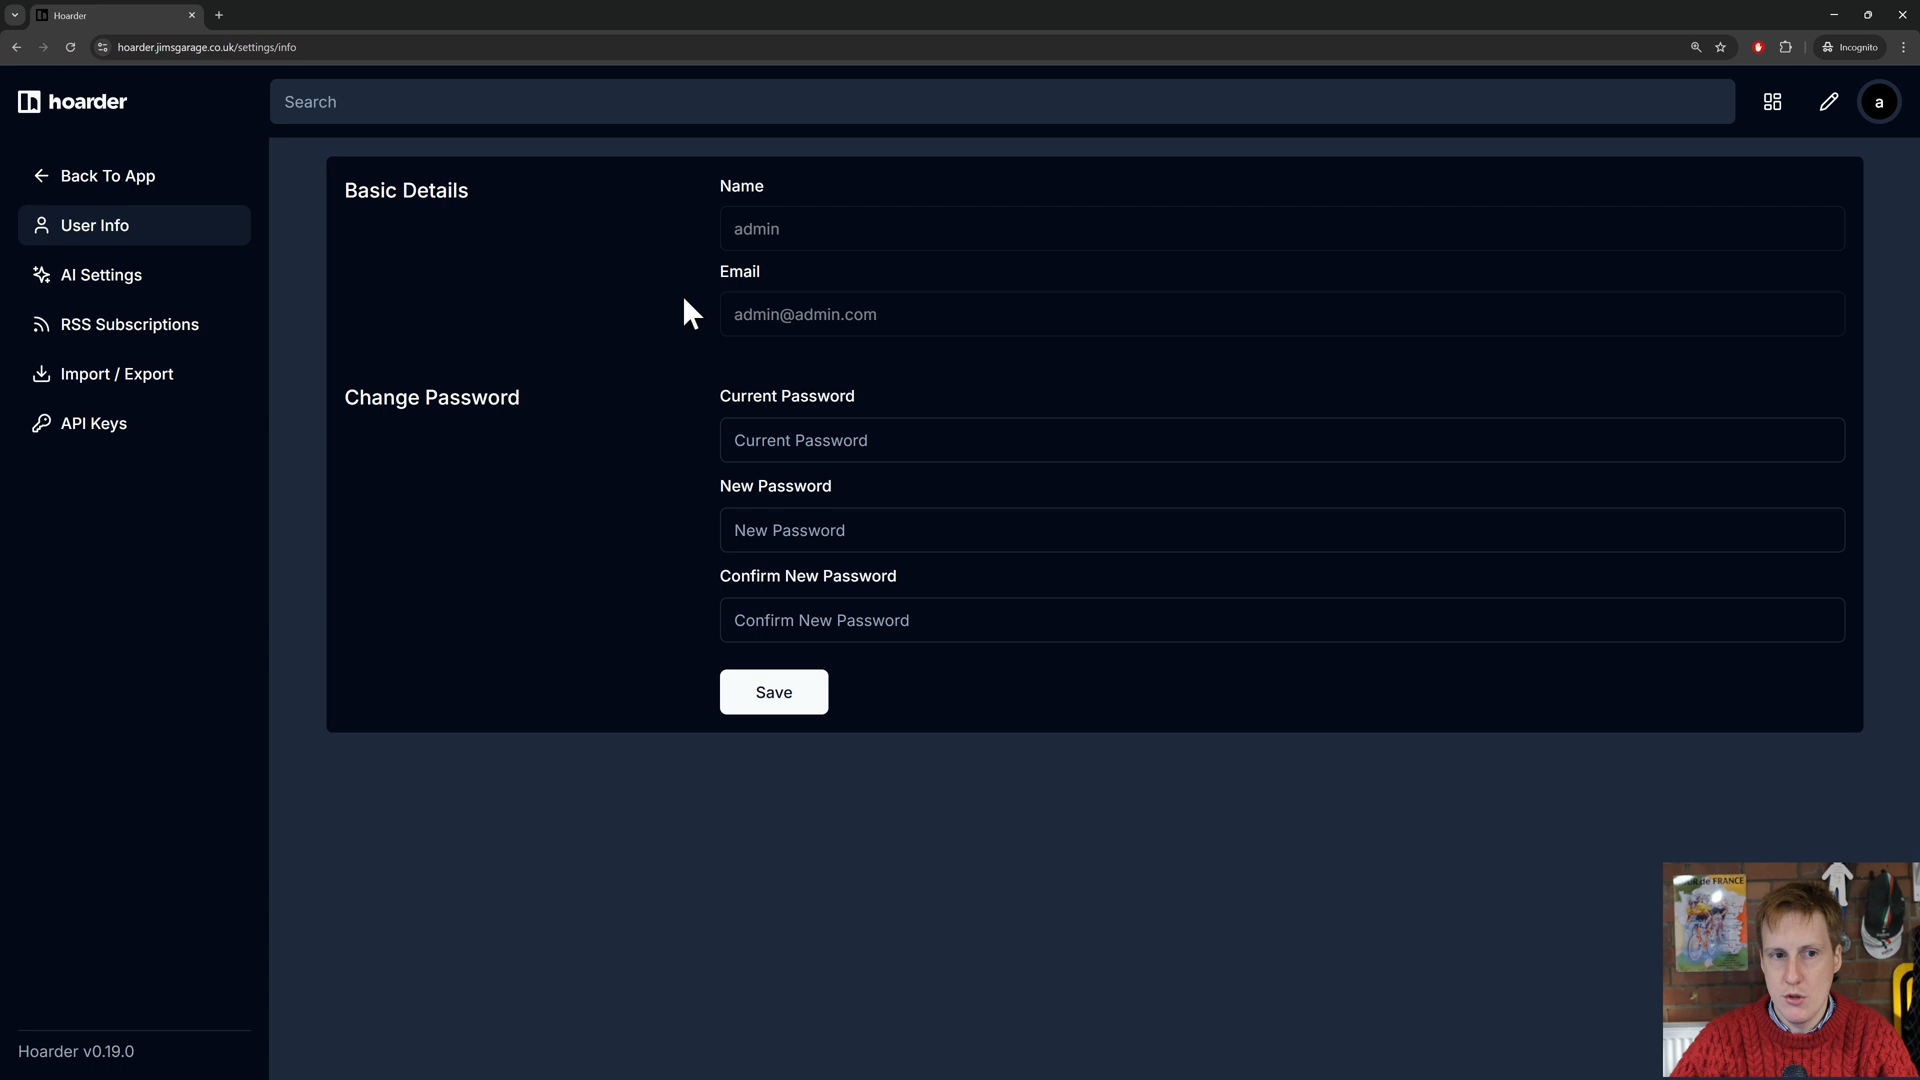 Hoarder
hoarder.jimsgarage.co.uk/settings/info
Incognito
hoarder
Search
a
Back To App
User Info
AI Settings
RSS Subscriptions
Import / Export
API Keys
Basic Details
Name
admin
Email
admin@admin.com
Change Password
Current Password
Current Password
New Password
New Password
Confirm New Password
Confirm New Password
Save
Hoarder v0.19.0
de FRANCE